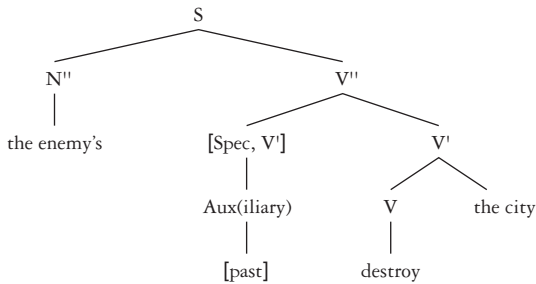 S
N" V"
the enemy's [Spec, V'] V'
Aux(iliary) V the city
[past] destroy